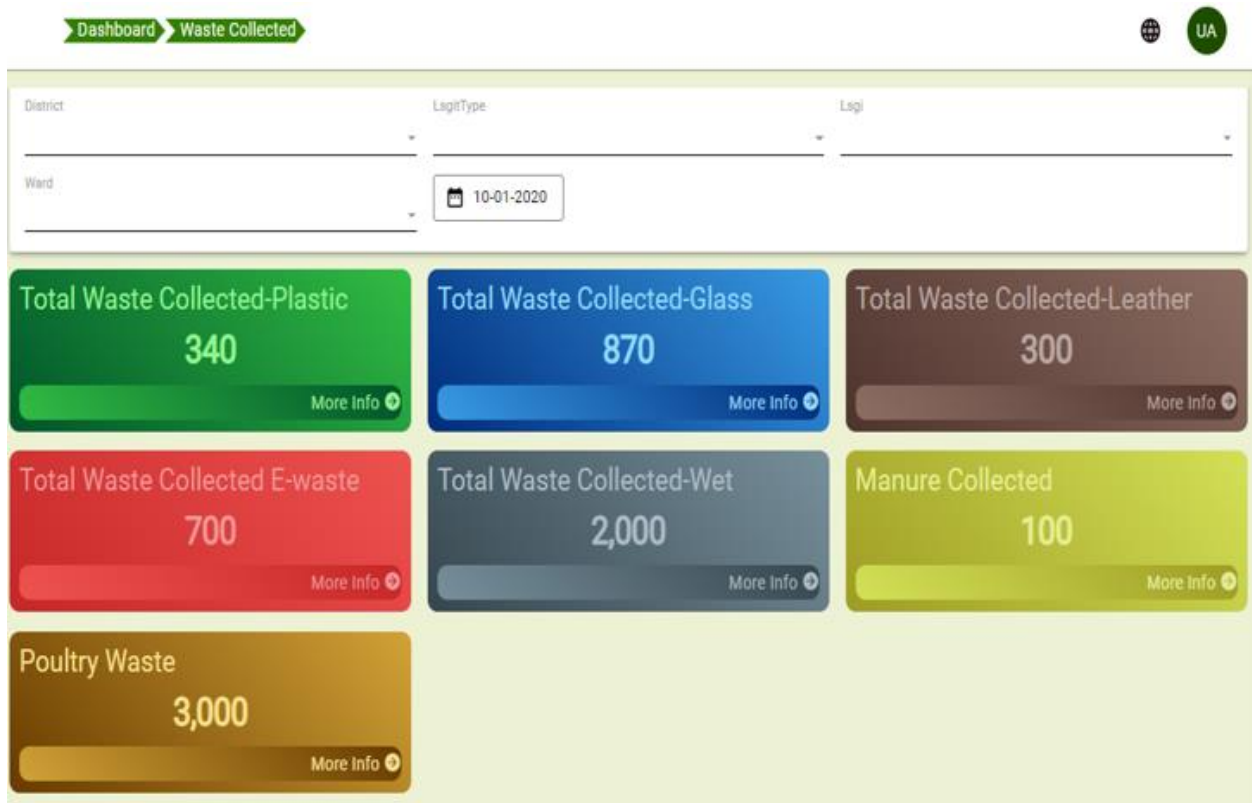 Dashboard Waste Collected
UA
District LsgitType Lsgi
Ward
10-01-2020
Total Waste Collected-Plastic
340
More Info
Total Waste Collected-Glass
870
More Info
Total Waste Collected-Leather
300
More Info
Total Waste Collected E-waste
700
More Info
Total Waste Collected-Wet
2,000
More Info
Manure Collected
100
More Info
Poultry Waste
3,000
More Info